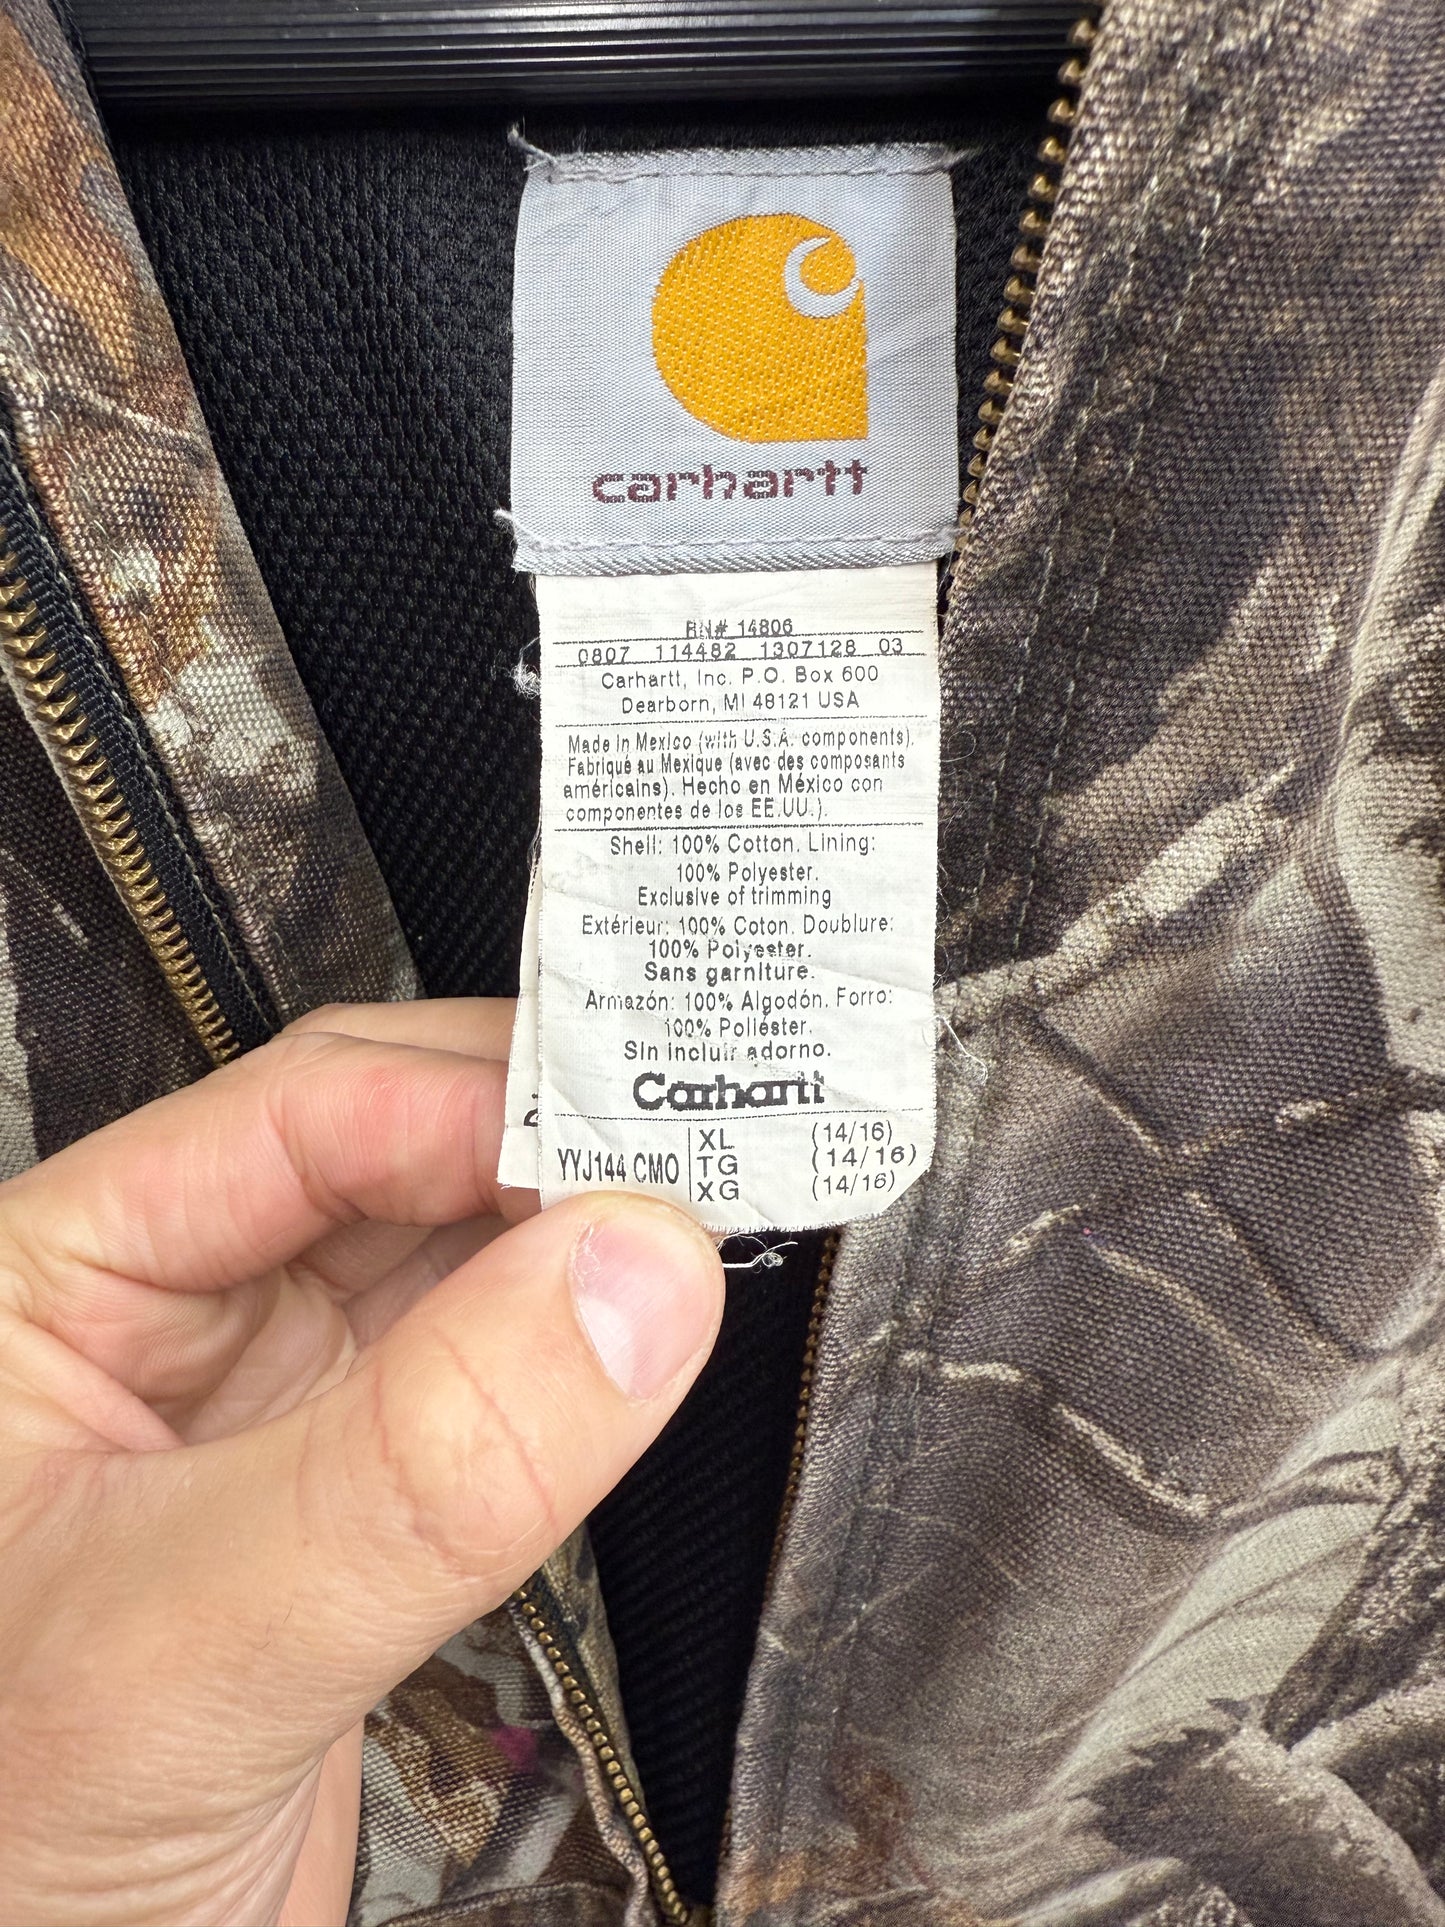 carhartt
RN# 14806
0807 114482 1307128 03
Carhartt, Inc. P.O. Box 600
Dearborn, MI 48121 USA
Made in Mexico (with U.S.A. components).
Fabriqué au Mexique (avec des composants
américains). Hecho en México con
componentes de los EE.UU.).
Shell: 100% Cotton. Lining:
100% Polyester.
Exclusive of trimming
Extérieur: 100% Coton. Doublure:
100% Polyester.
Sans garniture.
Armazón: 100% Algodón. Forro:
100% Poliéster.
Sin incluir adorno.
Carhartt
YYJ144 CMO
XL (14/16)
TG (14/16)
XG (14/16)